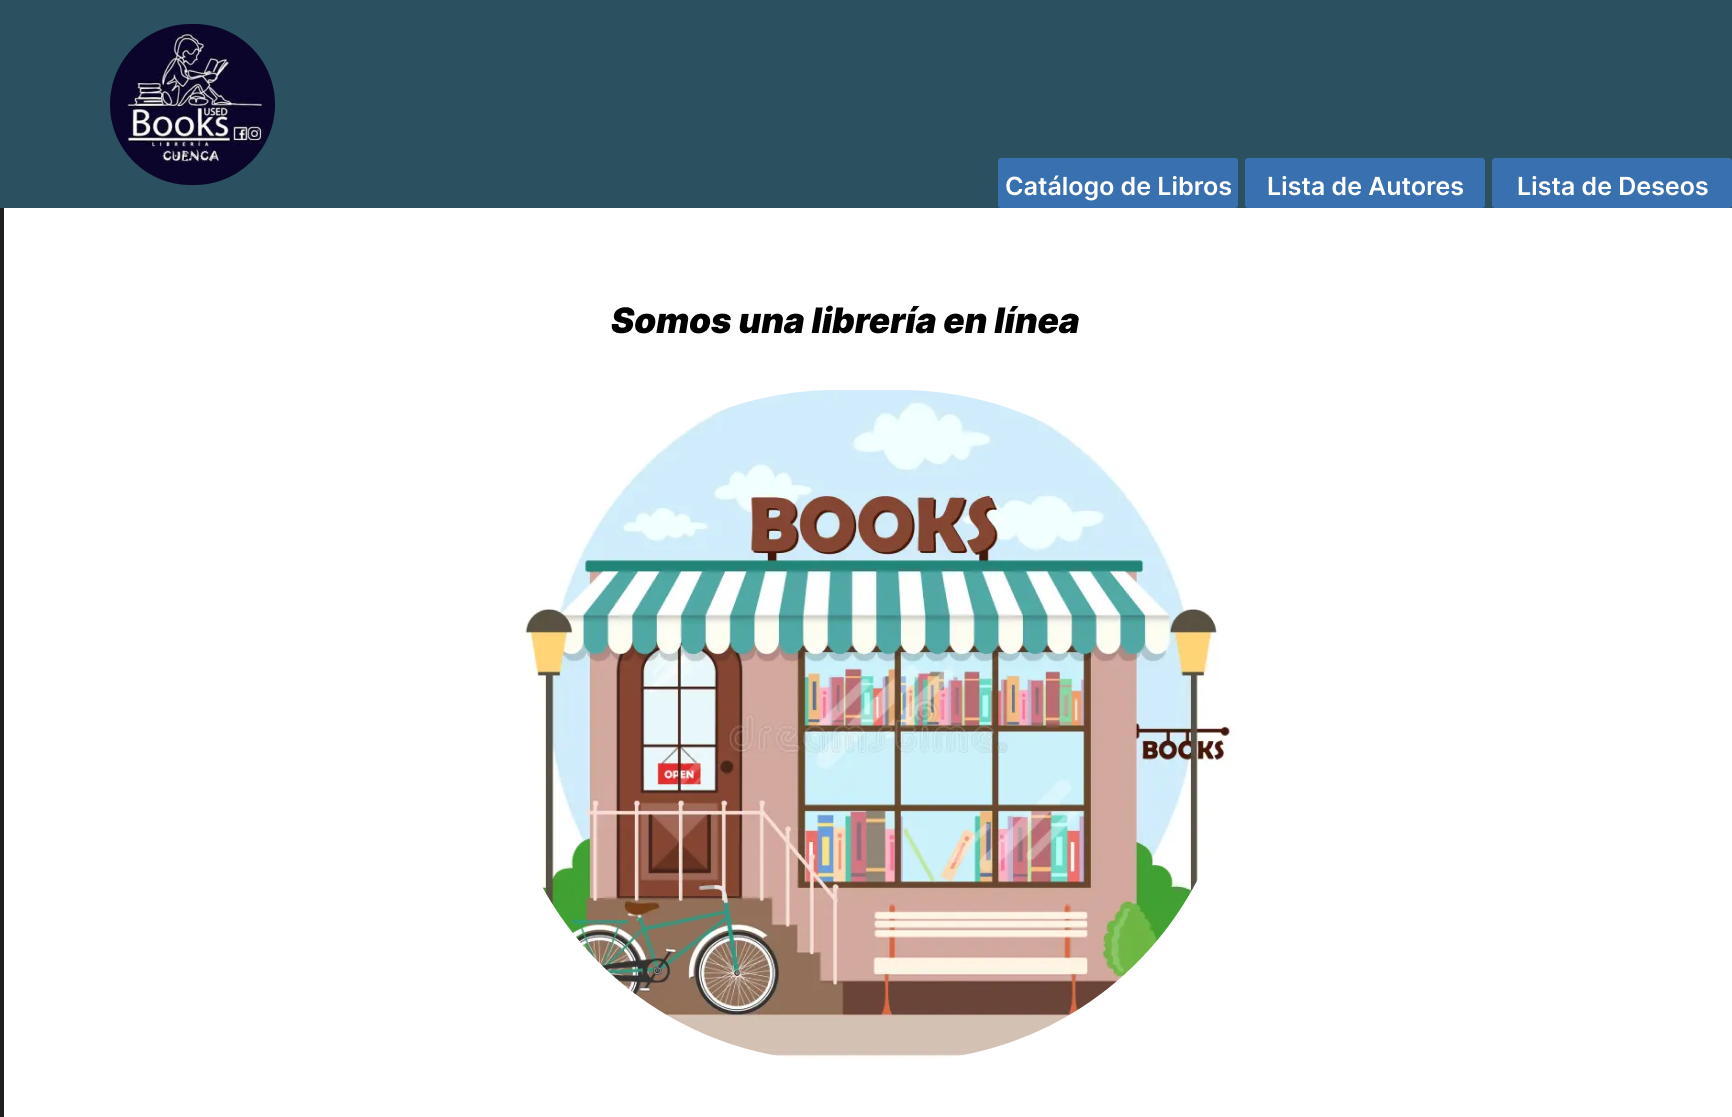 USED
Books
LIBRERÍA
CUENCA
Catálogo de Libros
Lista de Autores
Lista de Deseos
Somos una librería en línea
BOOKS
dreamstime.
BOOKS
OPEN